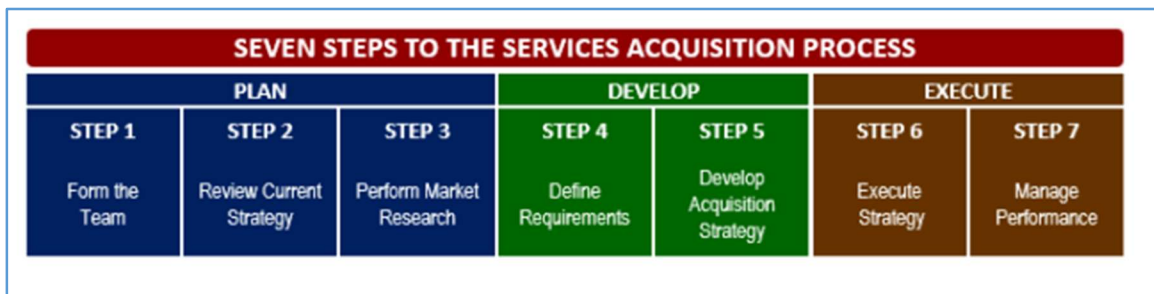 SEVEN STEPS TO THE SERVICES ACQUISITION PROCESS
PLAN
DEVELOP
EXECUTE
STEP 1
Form the
Team
STEP 2
Review Current
Strategy
STEP 3
Perform Market
Research
STEP 4
Define
Requirements
STEP 5
Develop
Acquisition
Strategy
STEP 6
Execute
Strategy
STEP 7
Manage
Performance